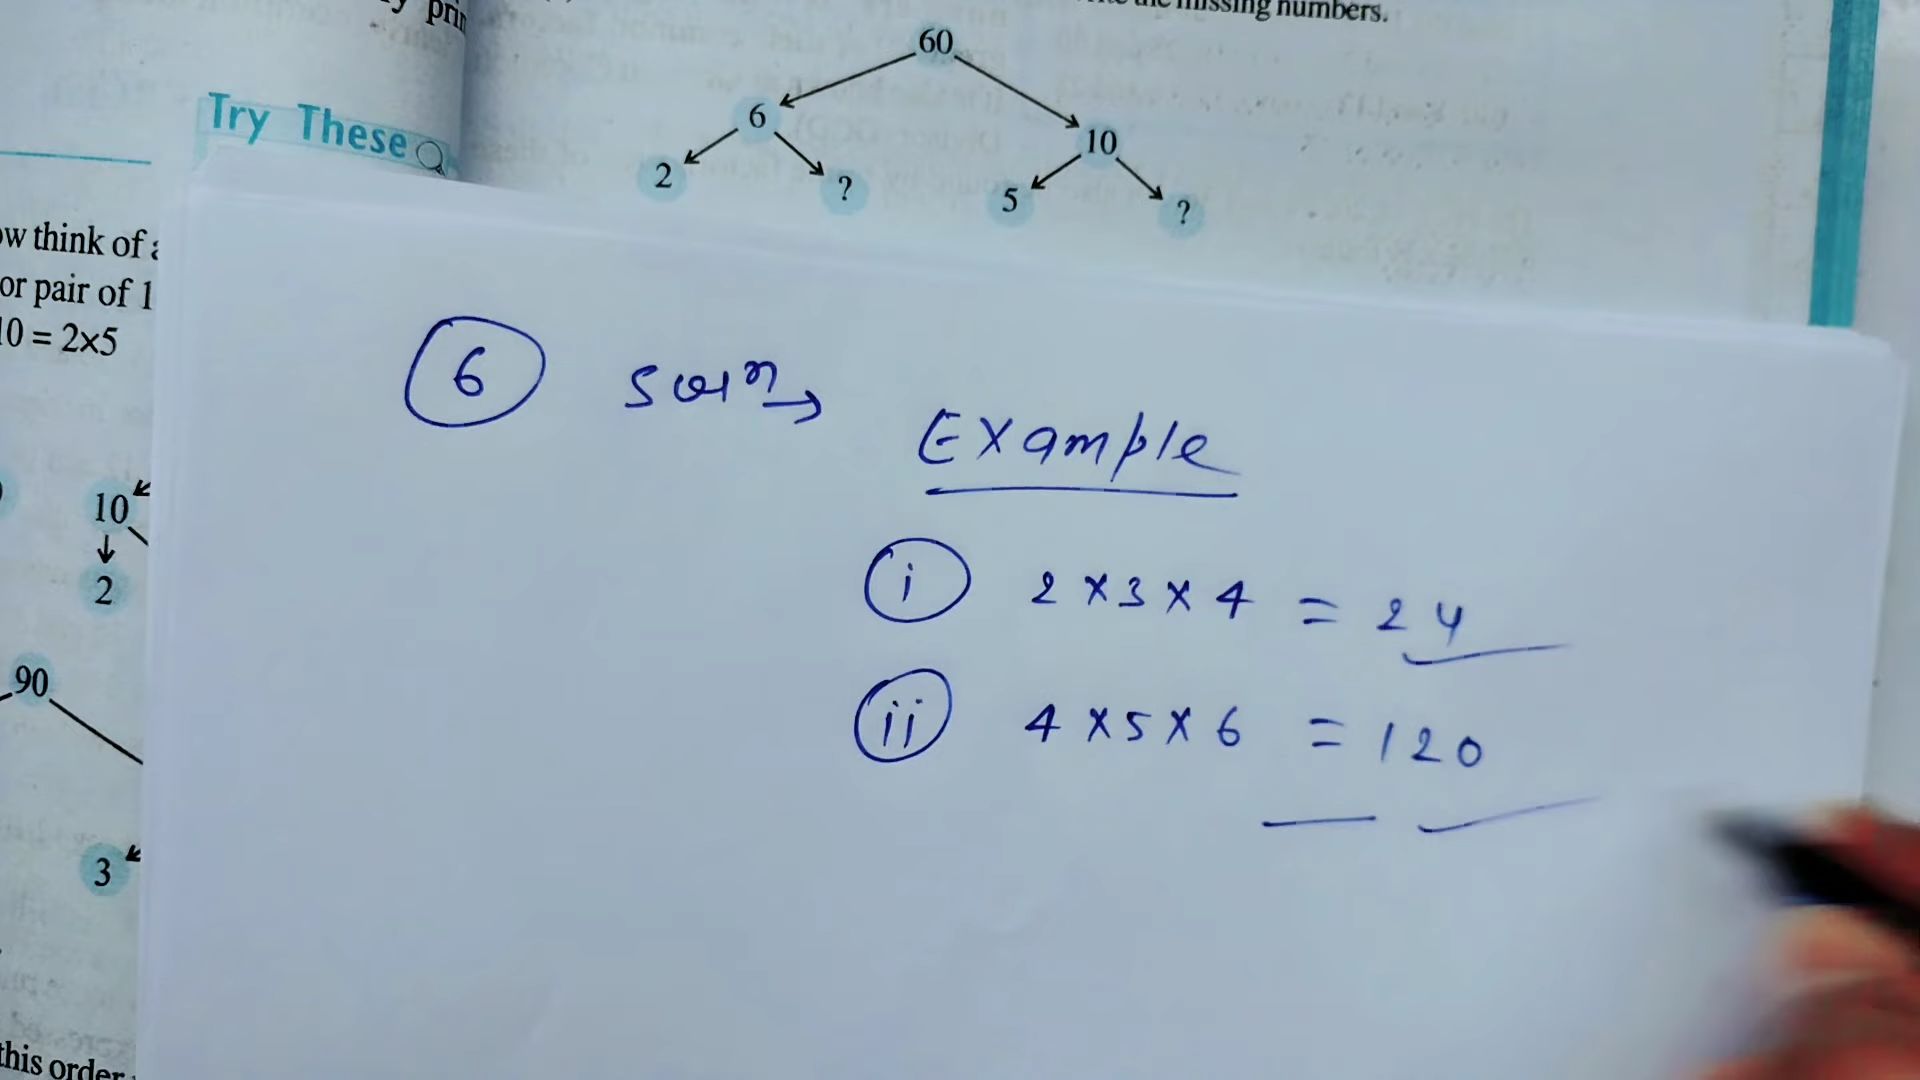 missing numbers.
60
6
10
2
?
5
?
Try These
think of
or pair of 1
10 = 2×5
10
2
90
3
this order
6 Solⁿ→
Example
i 2 × 3 × 4 = 24
ii 4 × 5 × 6 = 120